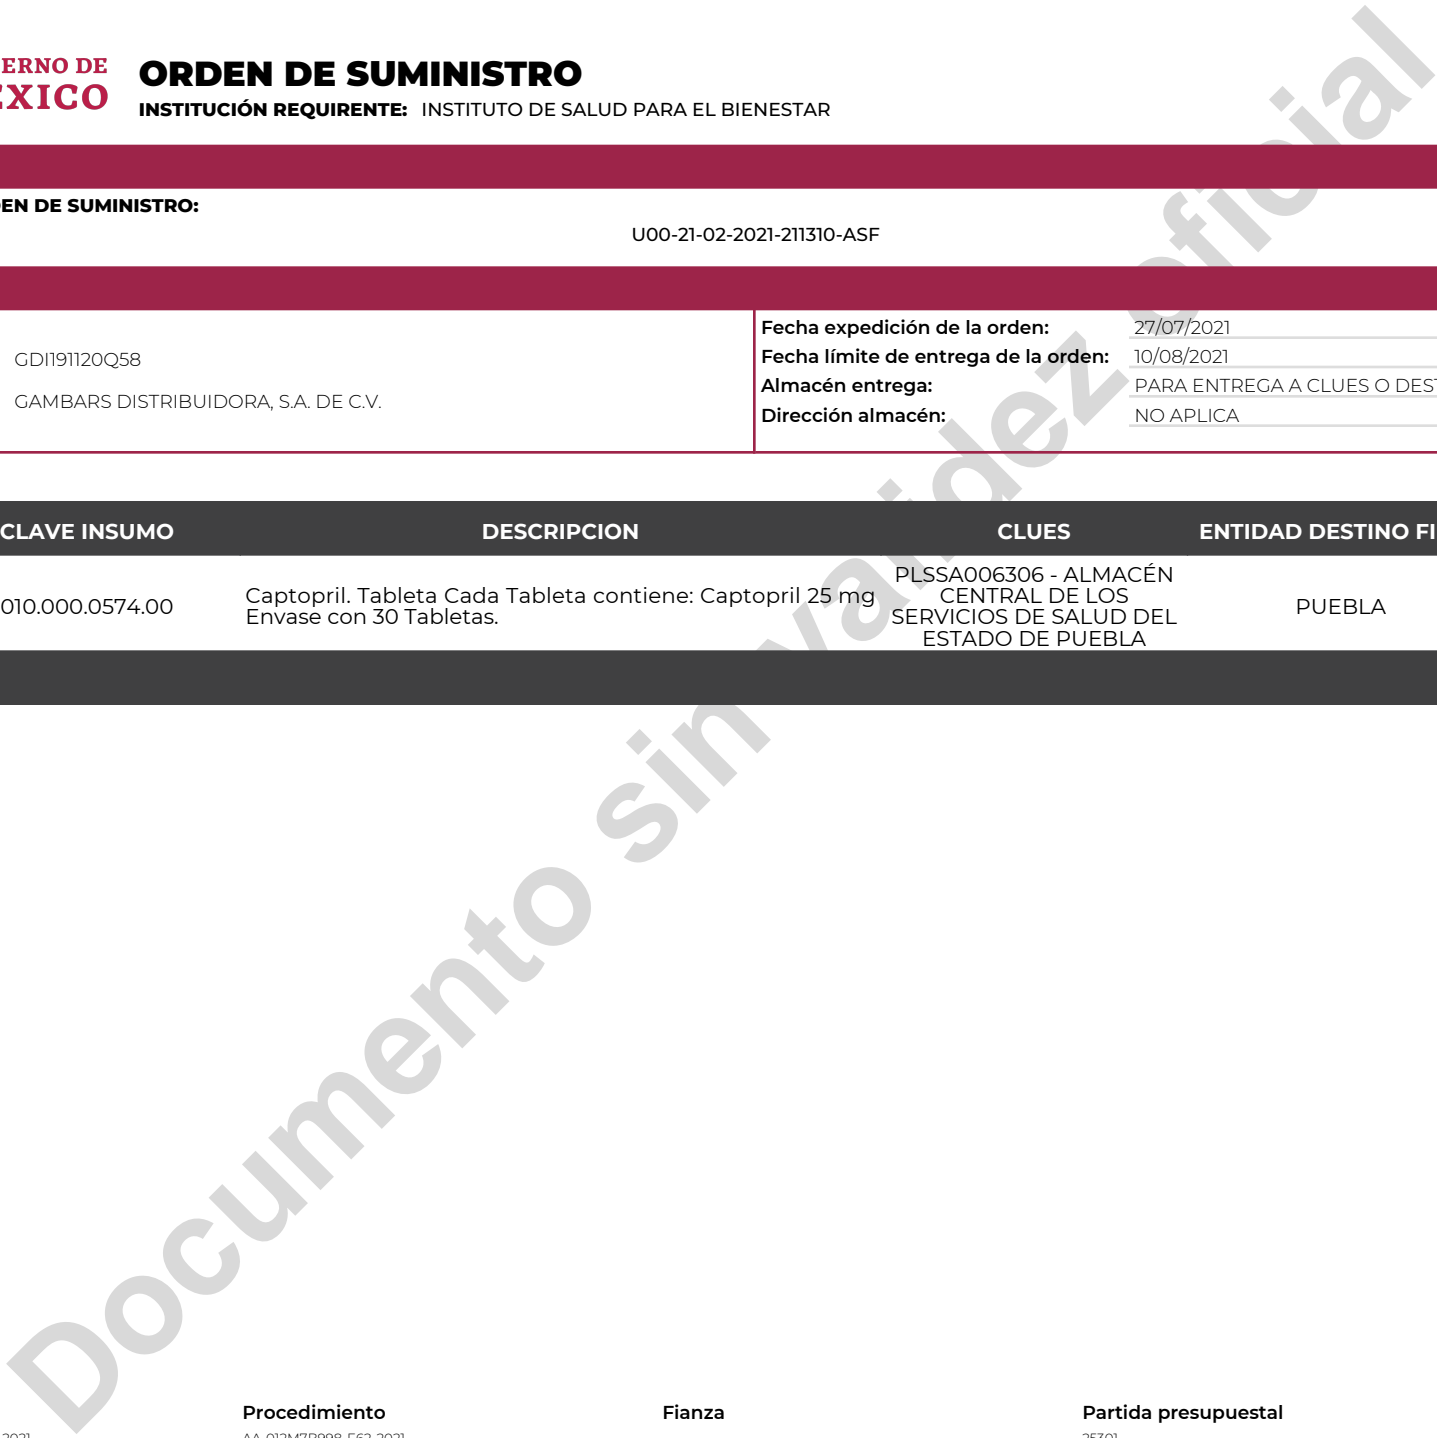 ERNO DE
ÉXICO
ORDEN DE SUMINISTRO
INSTITUCIÓN REQUIRENTE: INSTITUTO DE SALUD PARA EL BIENESTAR
EN DE SUMINISTRO:
U00-21-02-2021-211310-ASF
GDI191120Q58
GAMBARS DISTRIBUIDORA, S.A. DE C.V.
Fecha expedición de la orden: 27/07/2021
Fecha límite de entrega de la orden: 10/08/2021
Almacén entrega: PARA ENTREGA A CLUES O DEST
Dirección almacén: NO APLICA
CLAVE INSUMO DESCRIPCION CLUES ENTIDAD DESTINO FI
010.000.0574.00
Captopril. Tableta Cada Tableta contiene: Captopril 25 mg
Envase con 30 Tabletas.
PLSSA006306 - ALMACÉN
CENTRAL DE LOS
SERVICIOS DE SALUD DEL
ESTADO DE PUEBLA
PUEBLA
Documento sin validez oficial
Procedimiento Fianza Partida presupuestal